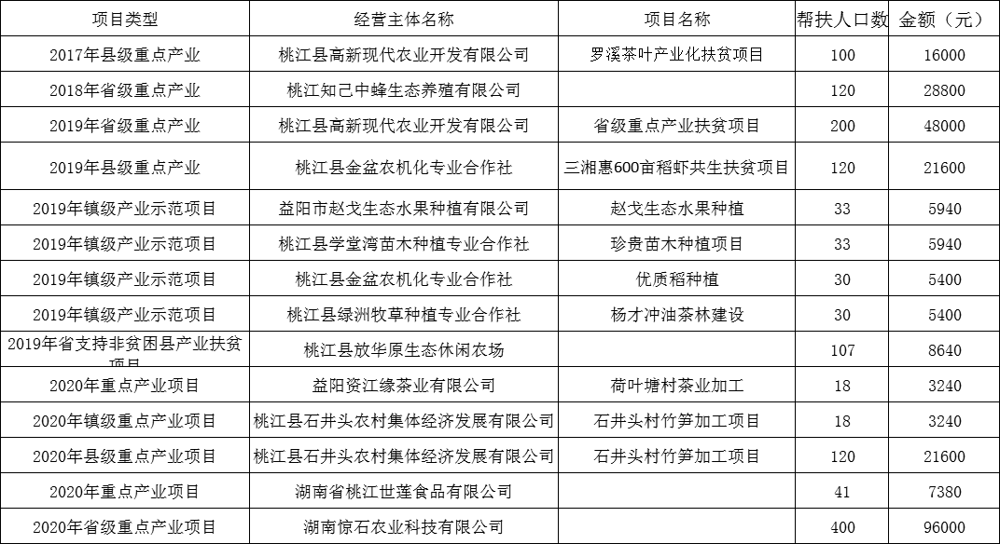 项目类型 经营主体名称 项目名称 帮扶人口数 金额（元）
2017年县级重点产业 桃江县高新现代农业开发有限公司 罗溪茶叶产业化扶贫项目 100 16000
2018年省级重点产业 桃江知己中蜂生态养殖有限公司 120 28800
2019年省级重点产业 桃江县高新现代农业开发有限公司 省级重点产业扶贫项目 200 48000
2019年县级重点产业 桃江县金盆农机化专业合作社 三湘惠600亩稻虾共生扶贫项目 120 21600
2019年镇级产业示范项目 益阳市赵戈生态水果种植有限公司 赵戈生态水果种植 33 5940
2019年镇级产业示范项目 桃江县学堂湾苗木种植专业合作社 珍贵苗木种植项目 33 5940
2019年镇级产业示范项目 桃江县金盆农机化专业合作社 优质稻种植 30 5400
2019年镇级产业示范项目 桃江县绿洲牧草种植专业合作社 杨才冲油茶林建设 30 5400
2019年省支持非贫困县产业扶贫
项目 桃江县放华原生态休闲农场 107 8640
2020年重点产业项目 益阳资江缘茶业有限公司 荷叶塘村茶业加工 18 3240
2020年镇级重点产业项目 桃江县石井头农村集体经济发展有限公司 石井头村竹笋加工项目 18 3240
2020年县级重点产业项目 桃江县石井头农村集体经济发展有限公司 石井头村竹笋加工项目 120 21600
2020年重点产业项目 湖南省桃江世莲食品有限公司 41 7380
2020年省级重点产业项目 湖南惊石农业科技有限公司 400 96000